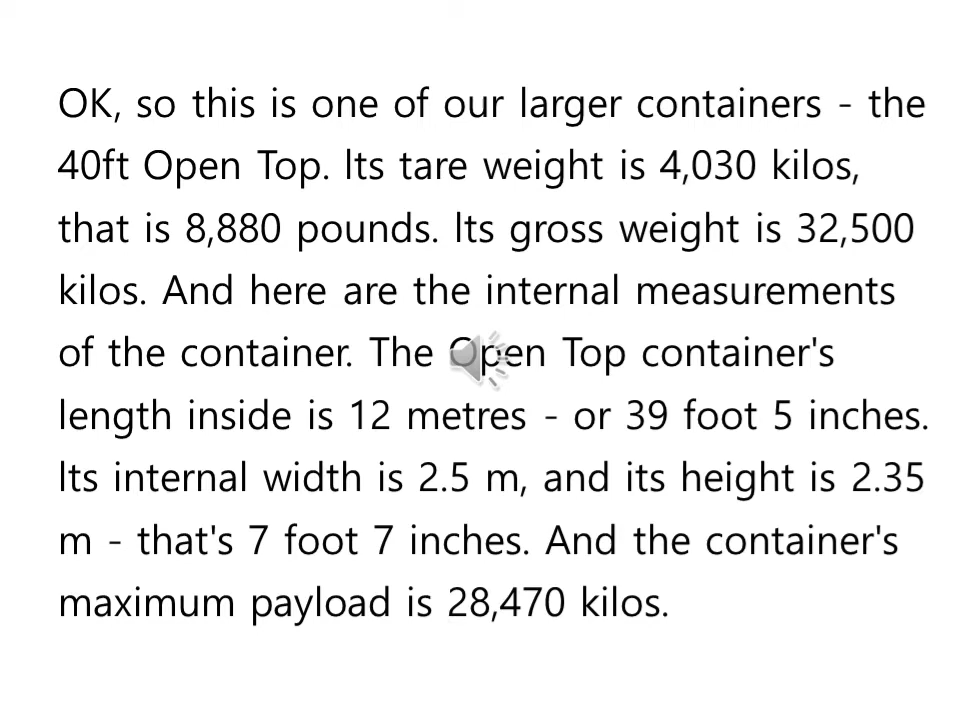 OK, so this is one of our larger containers - the
40ft Open Top. lts tare weight is 4,030 kilos,
that is 8,880 pounds. lts gross weight is 32,500
kilos. And here are the internal measurements
of the container. The Open Top container's
length inside is 12 metres - or 39 foot 5 inches.
lts internal width is 2.5 m, and its height is 2.35
m - that's 7 foot 7 inches. And the container's
maximum payload is 28,470 kilos.